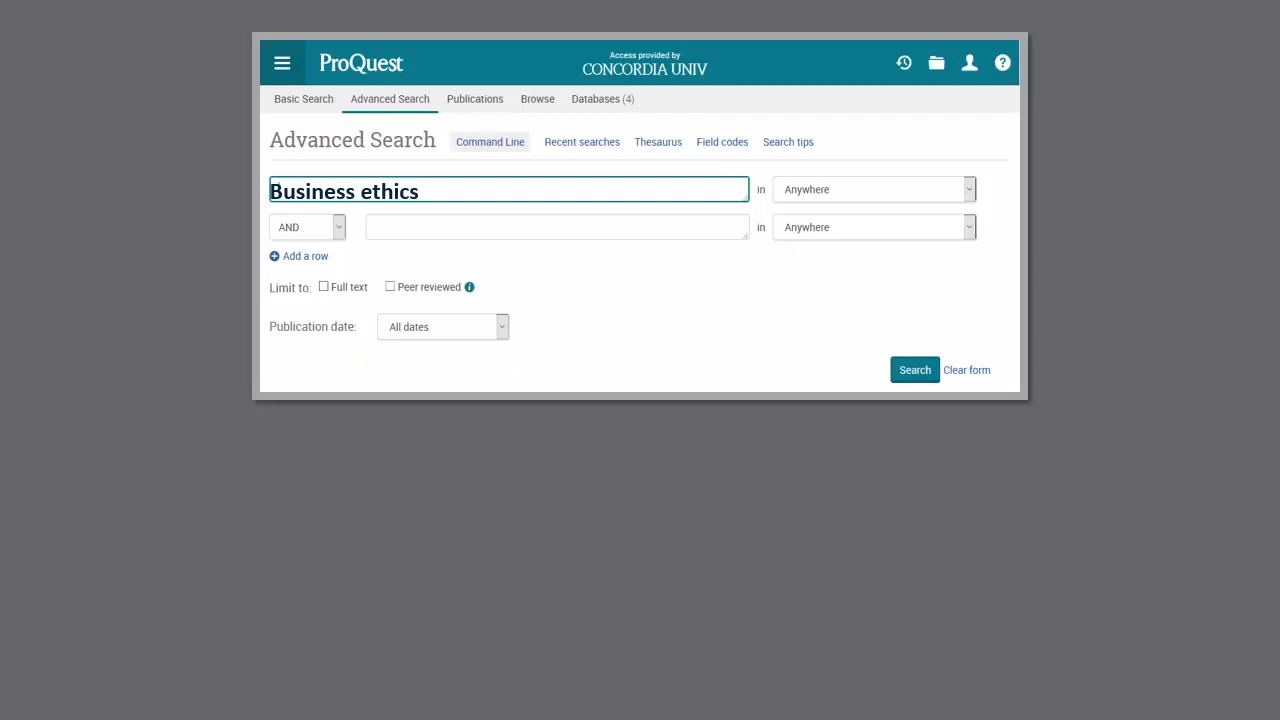 ProQuest
Access provided by
CONCORDIA UNIV
Basic Search Advanced Search Publications Browse Databases (4)
Advanced Search Command Line Recent searches Thesaurus Field codes Search tips
Business ethics in Anywhere
AND in Anywhere
Add a row
Limit to: Full text Peer reviewed
Publication date: All dates
Search Clear form